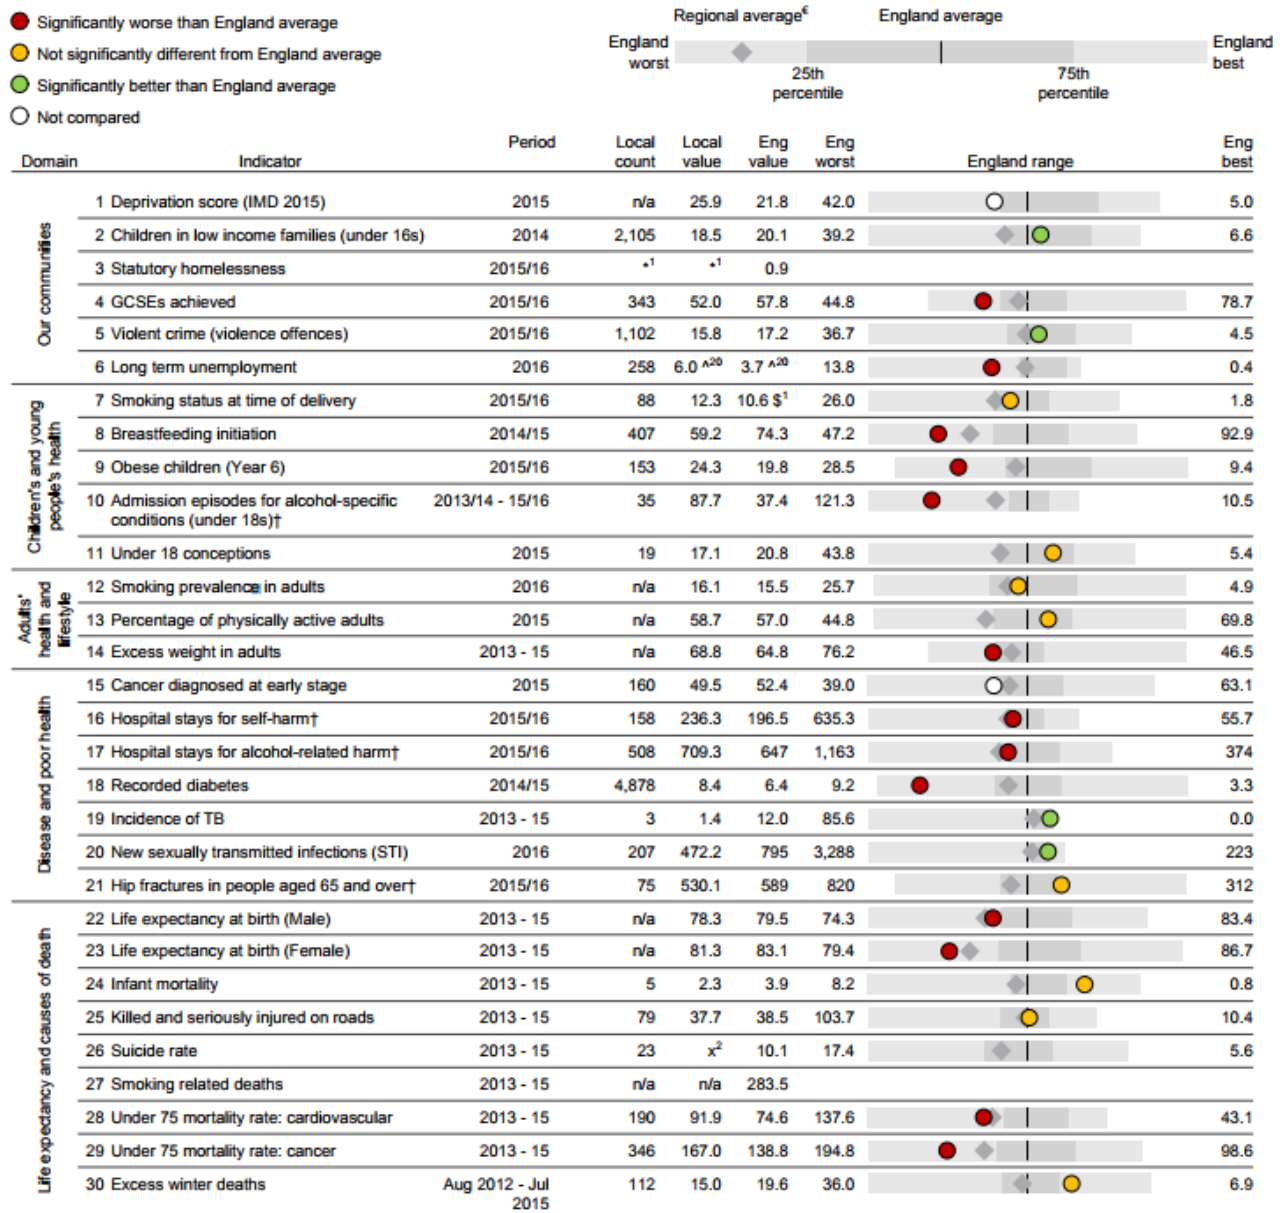 Significantly worse than England average
Not significantly different from England average
Significantly better than England average
Not compared
Regional average€ England average
England worst England best
25th percentile 75th percentile
Domain Indicator Period Local count Local value Eng value Eng worst England range Eng best
Our communities
1 Deprivation score (IMD 2015) 2015 n/a 25.9 21.8 42.0 5.0
2 Children in low income families (under 16s) 2014 2,105 18.5 20.1 39.2 6.6
3 Statutory homelessness 2015/16 *1 *1 0.9
4 GCSEs achieved 2015/16 343 52.0 57.8 44.8 78.7
5 Violent crime (violence offences) 2015/16 1,102 15.8 17.2 36.7 4.5
6 Long term unemployment 2016 258 6.0 ^20 3.7 ^20 13.8 0.4
Children's and young people's health
7 Smoking status at time of delivery 2015/16 88 12.3 10.6 $1 26.0 1.8
8 Breastfeeding initiation 2014/15 407 59.2 74.3 47.2 92.9
9 Obese children (Year 6) 2015/16 153 24.3 19.8 28.5 9.4
10 Admission episodes for alcohol-specific 2013/14 - 15/16 35 87.7 37.4 121.3 10.5
conditions (under 18s)†
11 Under 18 conceptions 2015 19 17.1 20.8 43.8 5.4
Adults' health and lifestyle
12 Smoking prevalence in adults 2016 n/a 16.1 15.5 25.7 4.9
13 Percentage of physically active adults 2015 n/a 58.7 57.0 44.8 69.8
14 Excess weight in adults 2013 - 15 n/a 68.8 64.8 76.2 46.5
Disease and poor health
15 Cancer diagnosed at early stage 2015 160 49.5 52.4 39.0 63.1
16 Hospital stays for self-harm† 2015/16 158 236.3 196.5 635.3 55.7
17 Hospital stays for alcohol-related harm† 2015/16 508 709.3 647 1,163 374
18 Recorded diabetes 2014/15 4,878 8.4 6.4 9.2 3.3
19 Incidence of TB 2013 - 15 3 1.4 12.0 85.6 0.0
20 New sexually transmitted infections (STI) 2016 207 472.2 795 3,288 223
21 Hip fractures in people aged 65 and over† 2015/16 75 530.1 589 820 312
Life expectancy and causes of death
22 Life expectancy at birth (Male) 2013 - 15 n/a 78.3 79.5 74.3 83.4
23 Life expectancy at birth (Female) 2013 - 15 n/a 81.3 83.1 79.4 86.7
24 Infant mortality 2013 - 15 5 2.3 3.9 8.2 0.8
25 Killed and seriously injured on roads 2013 - 15 79 37.7 38.5 103.7 10.4
26 Suicide rate 2013 - 15 23 x2 10.1 17.4 5.6
27 Smoking related deaths 2013 - 15 n/a n/a 283.5
28 Under 75 mortality rate: cardiovascular 2013 - 15 190 91.9 74.6 137.6 43.1
29 Under 75 mortality rate: cancer 2013 - 15 346 167.0 138.8 194.8 98.6
30 Excess winter deaths Aug 2012 - Jul 112 15.0 19.6 36.0 6.9
2015